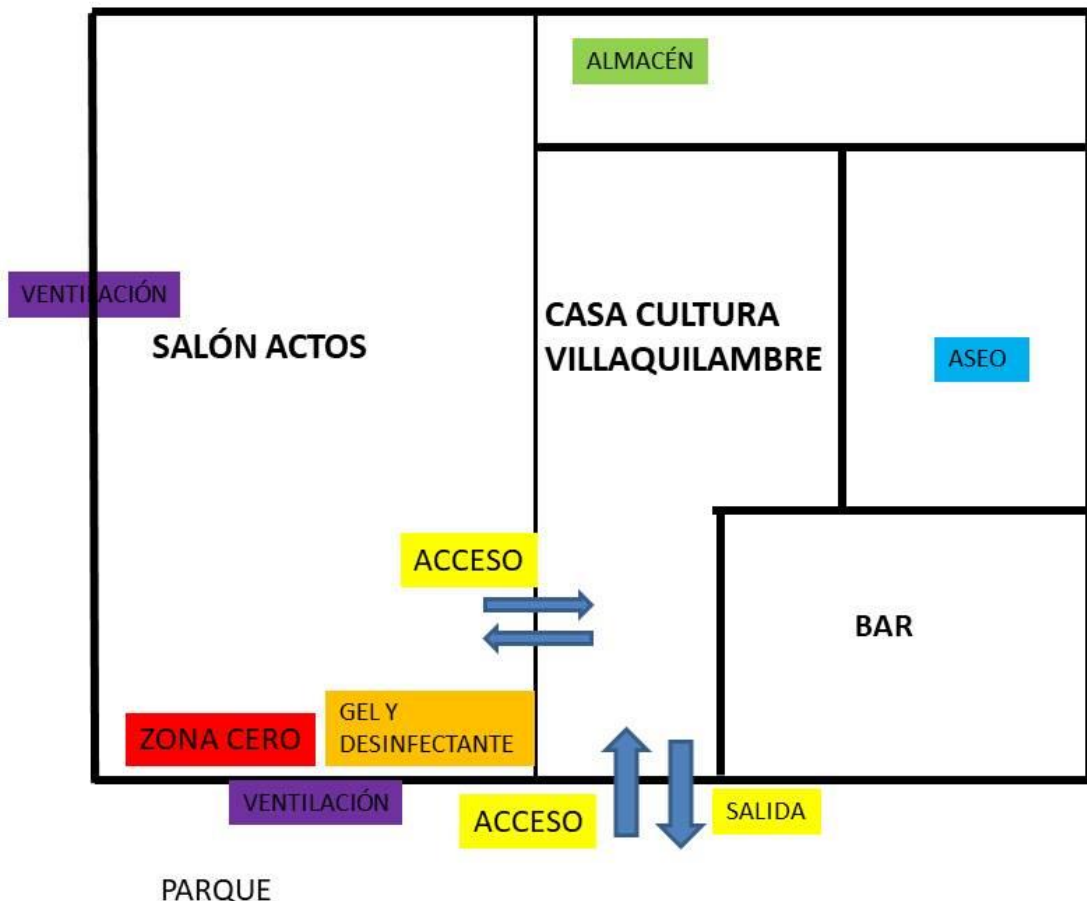 ALMACÉN
VENTILACIÓN
SALÓN ACTOS
CASA CULTURA
VILLAQUILAMBRE
ASEO
ACCESO
BAR
ZONA CERO
GEL Y
DESINFECTANTE
VENTILACIÓN
ACCESO
SALIDA
PARQUE